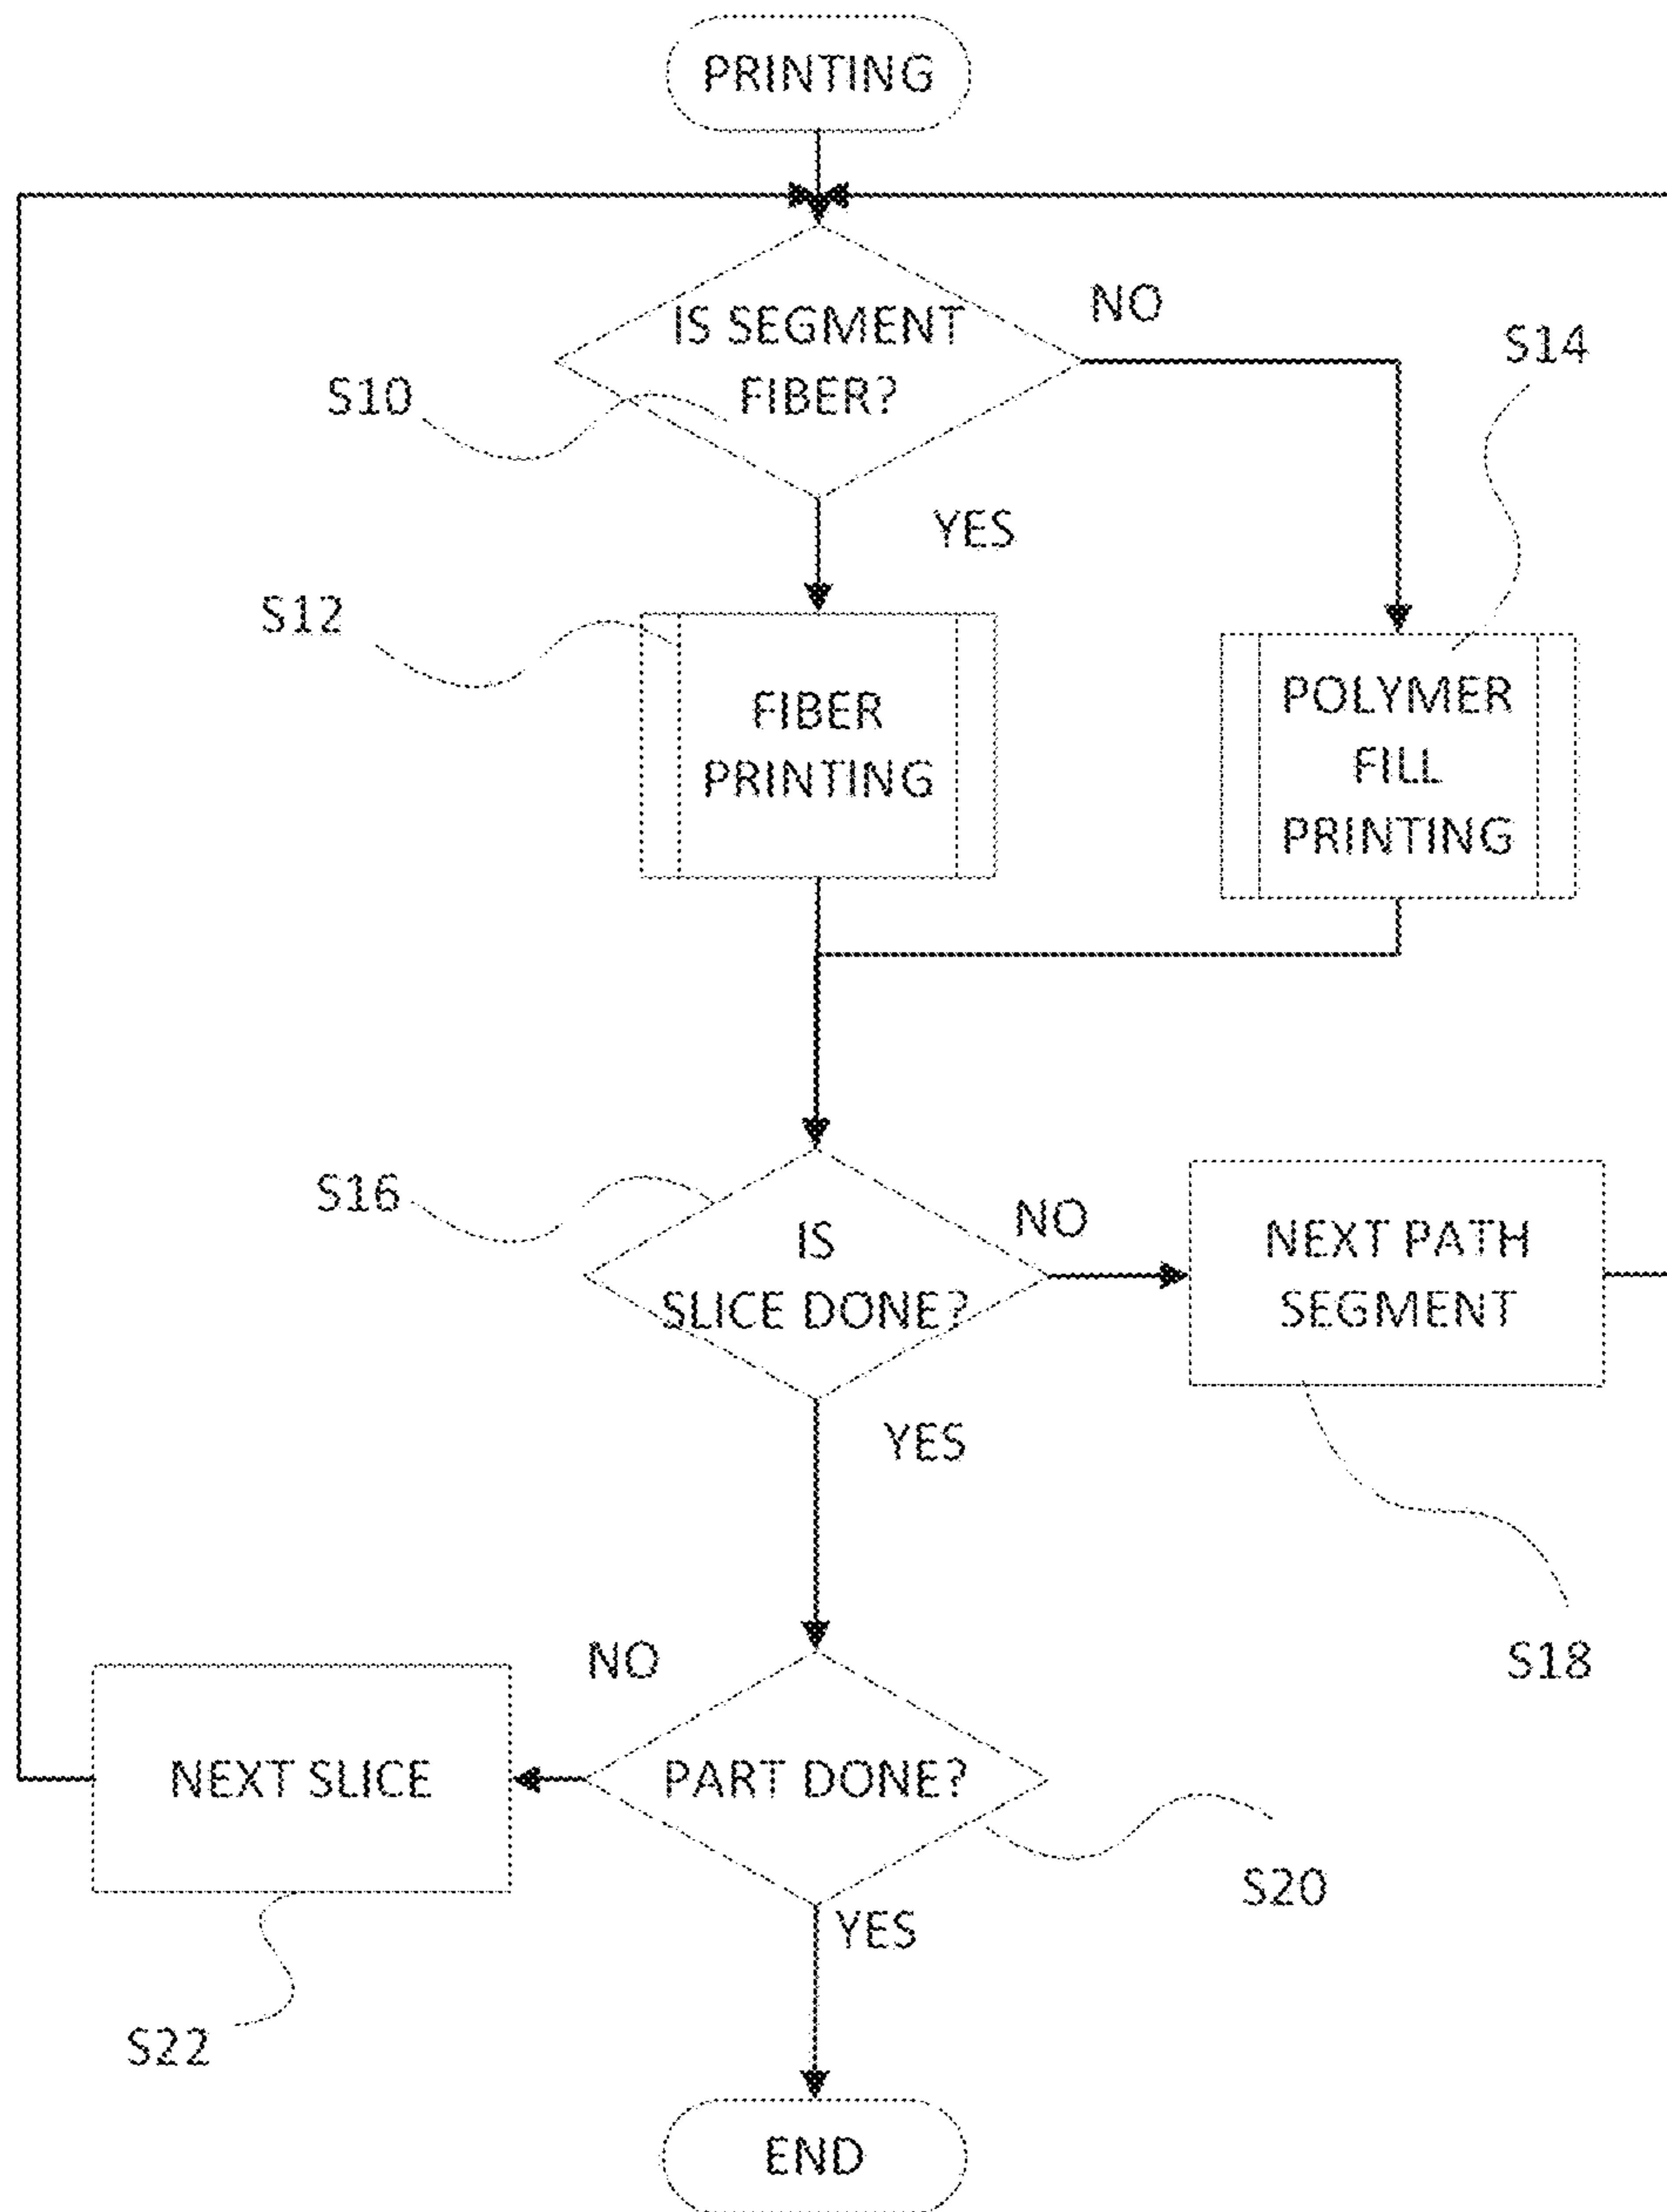 PRINTING
IS SEGMENT
FIBER?
NO
S14
S10
YES
S12
FIBER
PRINTING
POLYMER
FILL
PRINTING
S16
IS
SLICE DONE?
NO
NEXT PATH
SEGMENT
YES
S18
NO
NEXT SLICE
PART DONE?
S20
YES
S22
END